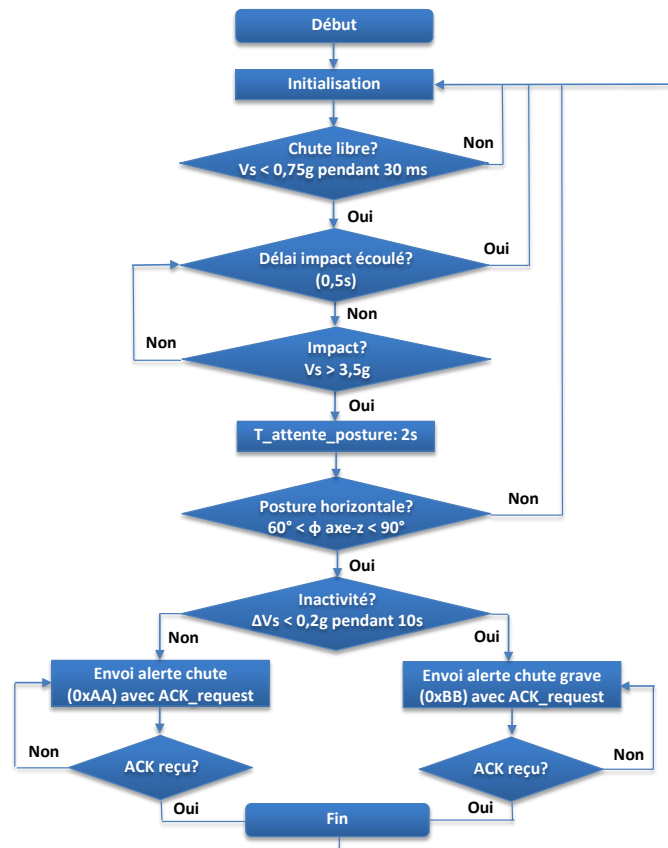 Début
Initialisation
Chute libre?
Vs < 0,75g pendant 30 ms
Non
Oui
Délai impact écoulé?
(0,5s)
Oui
Non
Impact?
Vs > 3,5g
Non
Oui
T_attente_posture: 2s
Posture horizontale?
60° < ϕ axe-z < 90°
Non
Oui
Inactivité?
ΔVs < 0,2g pendant 10s
Non
Oui
Envoi alerte chute
(0xAA) avec ACK_request
Envoi alerte chute grave
(0xBB) avec ACK_request
Non
ACK reçu?
Oui
ACK reçu?
Non
Oui
Fin